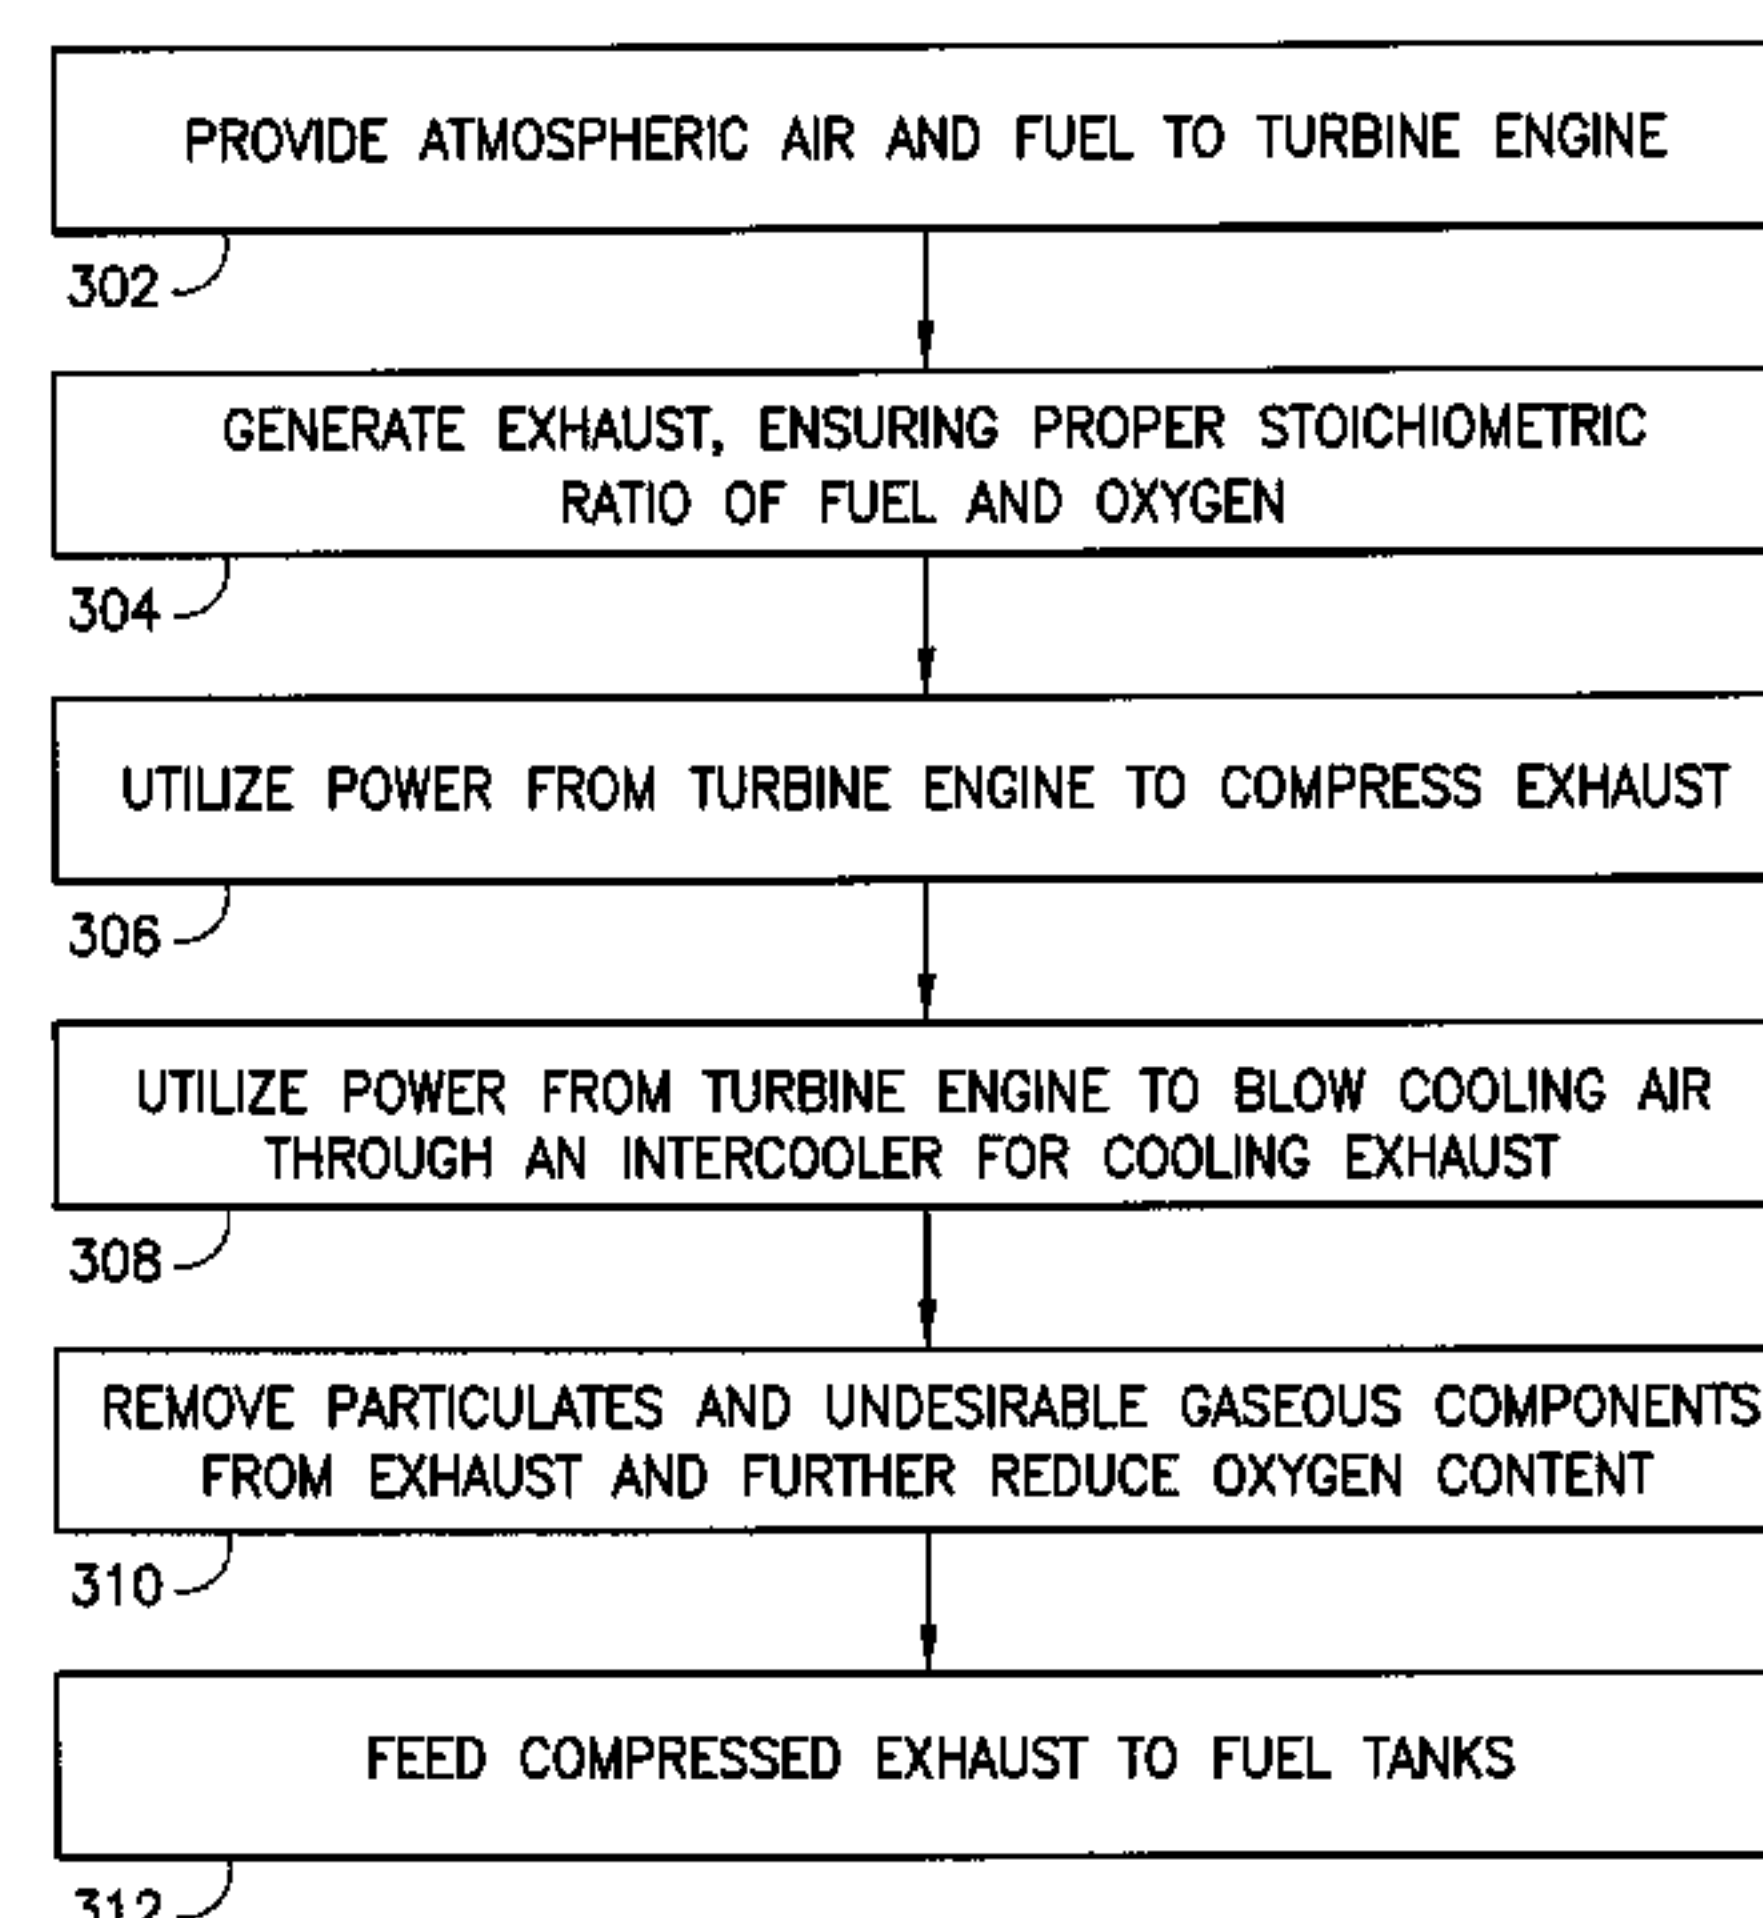 PROVIDE ATMOSPHERIC AIR AND FUEL TO TURBINE ENGINE
302
GENERATE EXHAUST, ENSURING PROPER STOICHIOMETRIC
RATIO OF FUEL AND OXYGEN
304
UTILIZE POWER FROM TURBINE ENGINE TO COMPRESS EXHAUST
306
UTILIZE POWER FROM TURBINE ENGINE TO BLOW COOLING AIR
THROUGH AN INTERCOOLER FOR COOLING EXHAUST
308
REMOVE PARTICULATES AND UNDESIRABLE GASEOUS COMPONENTS
FROM EXHAUST AND FURTHER REDUCE OXYGEN CONTENT
310
FEED COMPRESSED EXHAUST TO FUEL TANKS
312